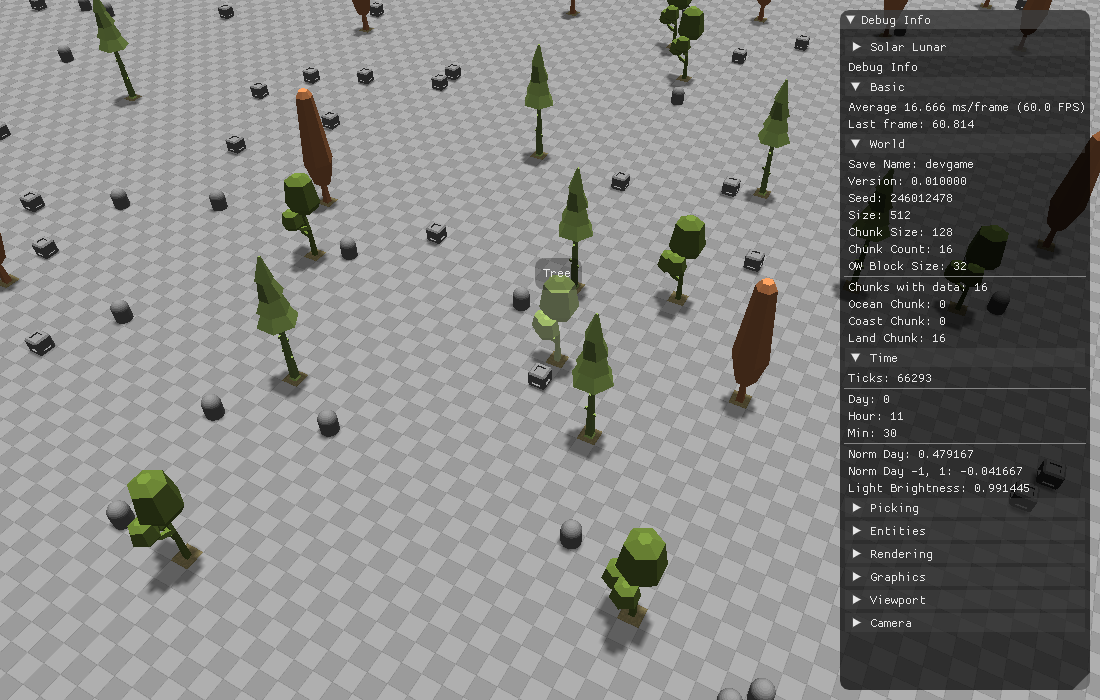 Debug Info
Solar Lunar
Debug Info
Basic
Average 16.666 ms/frame (60.0 FPS)
Last frame: 60.814
World
Save Name: devgame
Version: 0.010000
Seed: 246012478
Size: 512
Chunk Size: 128
Chunk Count: 16
OW Block Size: 32
Chunks with data: 16
Ocean Chunk: 0
Coast Chunk: 0
Land Chunk: 16
Time
Ticks: 66293
Day: 0
Hour: 11
Min: 30
Norm Day: 0.479167
Norm Day -1, 1: -0.041667
Light Brightness: 0.991445
Picking
Entities
Rendering
Graphics
Viewport
Camera
Tree